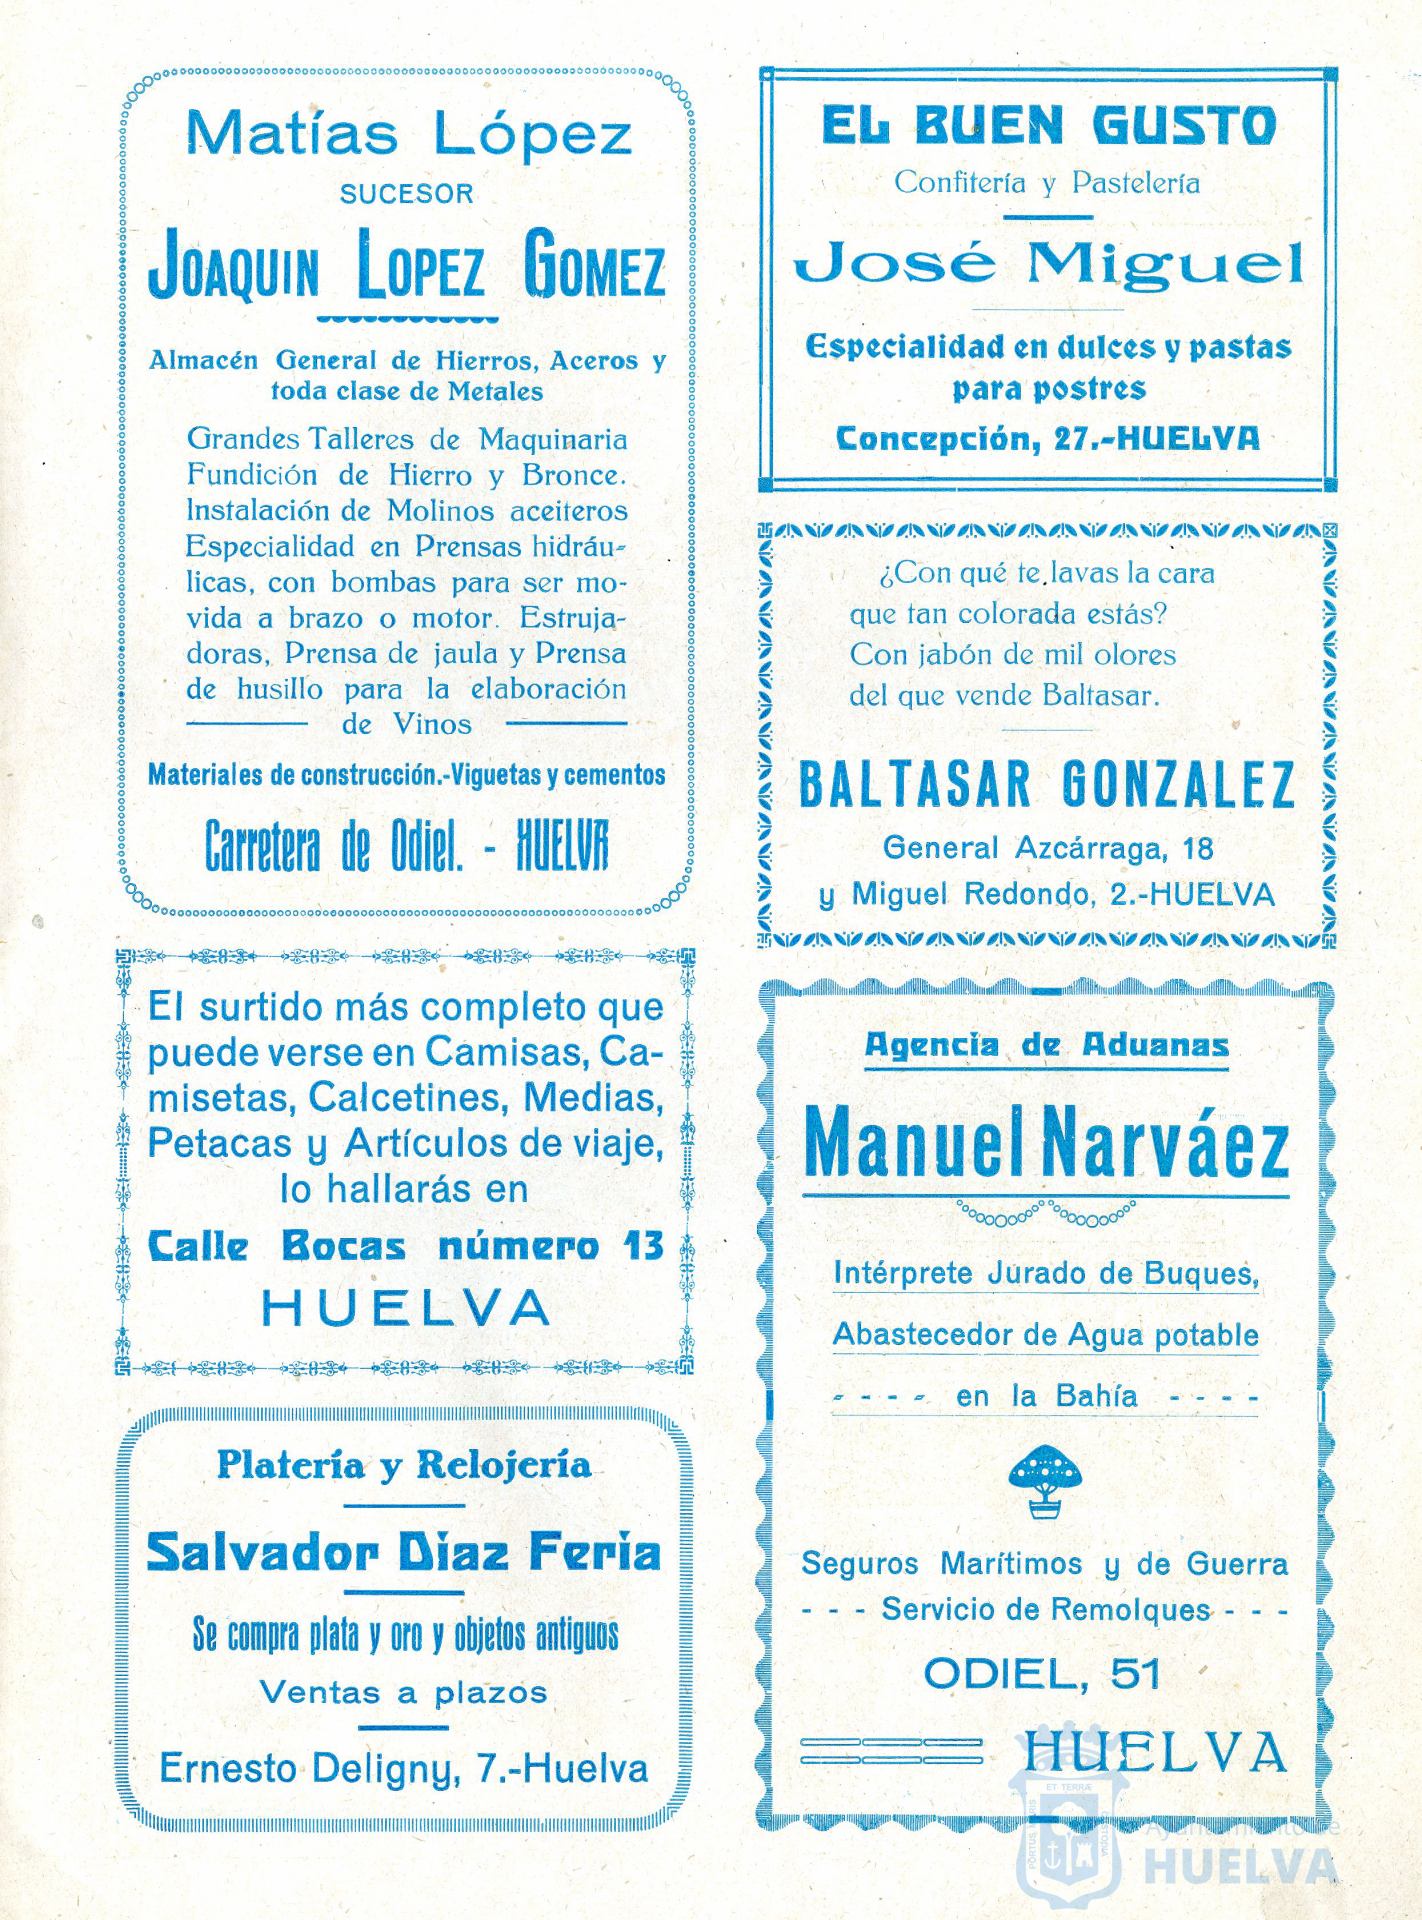 Matías López
SUCESOR
JOAQUIN LOPEZ GOMEZ
Almacén General de Hierros, Aceros y
toda clase de Metales
Grandes Talleres de Maquinaria
Fundición de Hierro y Bronce.
Instalación de Molinos aceiteros
Especialidad en Prensas hidráu-
licas, con bombas para ser mo-
vida a brazo o motor. Estruja-
doras, Prensa de jaula y Prensa
de husillo para la elaboración
de Vinos
Materiales de construcción.-Viguetas y cementos
Carretera de Odiel. - HUELVA
El surtido más completo que
puede verse en Camisas, Ca-
misetas, Calcetines, Medias,
Petacas y Artículos de viaje,
lo hallarás en
Calle Bocas número 13
HUELVA
Platería y Relojería
Salvador Diaz Feria
Se compra plata y oro y objetos antiguos
Ventas a plazos
Ernesto Deligny, 7.-Huelva
EL BUEN GUSTO
Confitería y Pastelería
José Miguel
Especialidad en dulces y pastas
para postres
Concepción, 27.-HUELVA
¿Con qué te lavas la cara
que tan colorada estás?
Con jabón de mil olores
del que vende Baltasar.
BALTASAR GONZALEZ
General Azcárraga, 18
y Miguel Redondo, 2.-HUELVA
Agencia de Aduanas
Manuel Narváez
Intérprete Jurado de Buques,
Abastecedor de Agua potable
- - - - en la Bahía - - - -
Seguros Marítimos y de Guerra
- - - Servicio de Remolques - - -
ODIEL, 51
HUELVA
ET TERRÆ
Ayuntamiento de
HUELVA